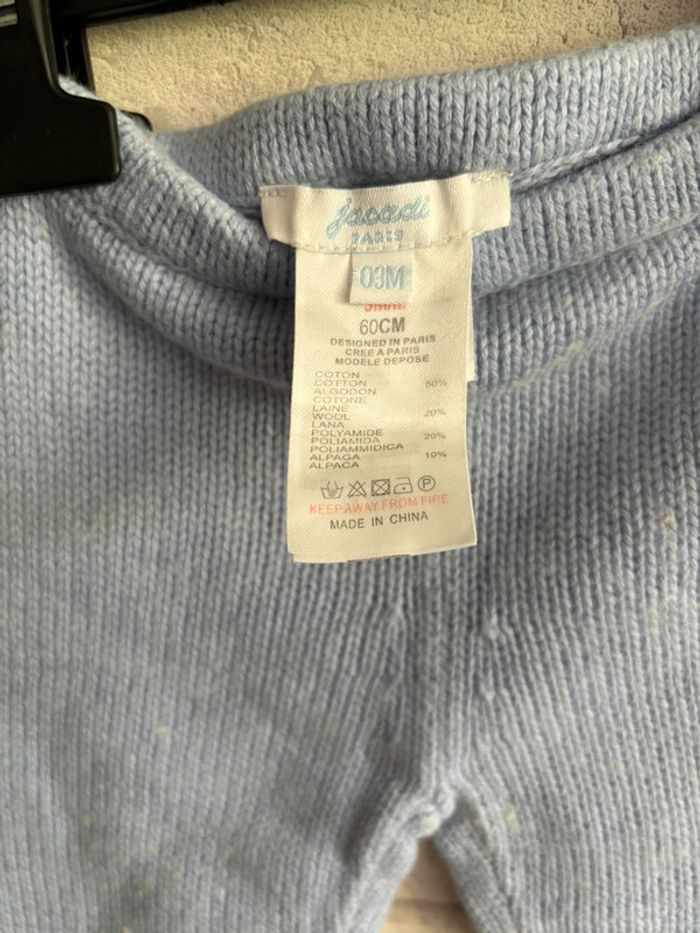 jacadi
PARIS
03M
60CM
DESIGNED IN PARIS
CREE A PARIS
MODELE DEPOSE
COTON
COTTON 50%
ALGODON
COTONE
LAINE
WOOL 20%
LANA
POLYAMIDE 20%
POLIAMIDA
POLIAMMIDICA
ALPAGA 10%
ALPACA
P
KEEP AWAY FROM FIRE
MADE IN CHINA